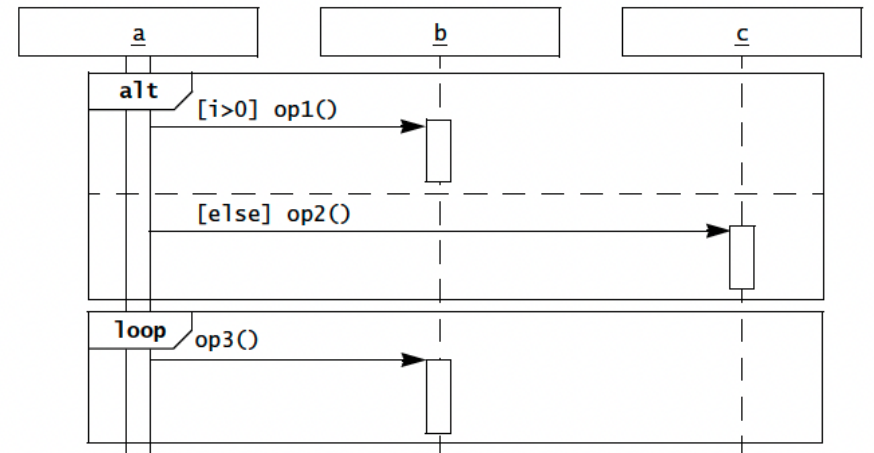 a b c
alt
[i>0] op1()
[else] op2()
loop
op3()